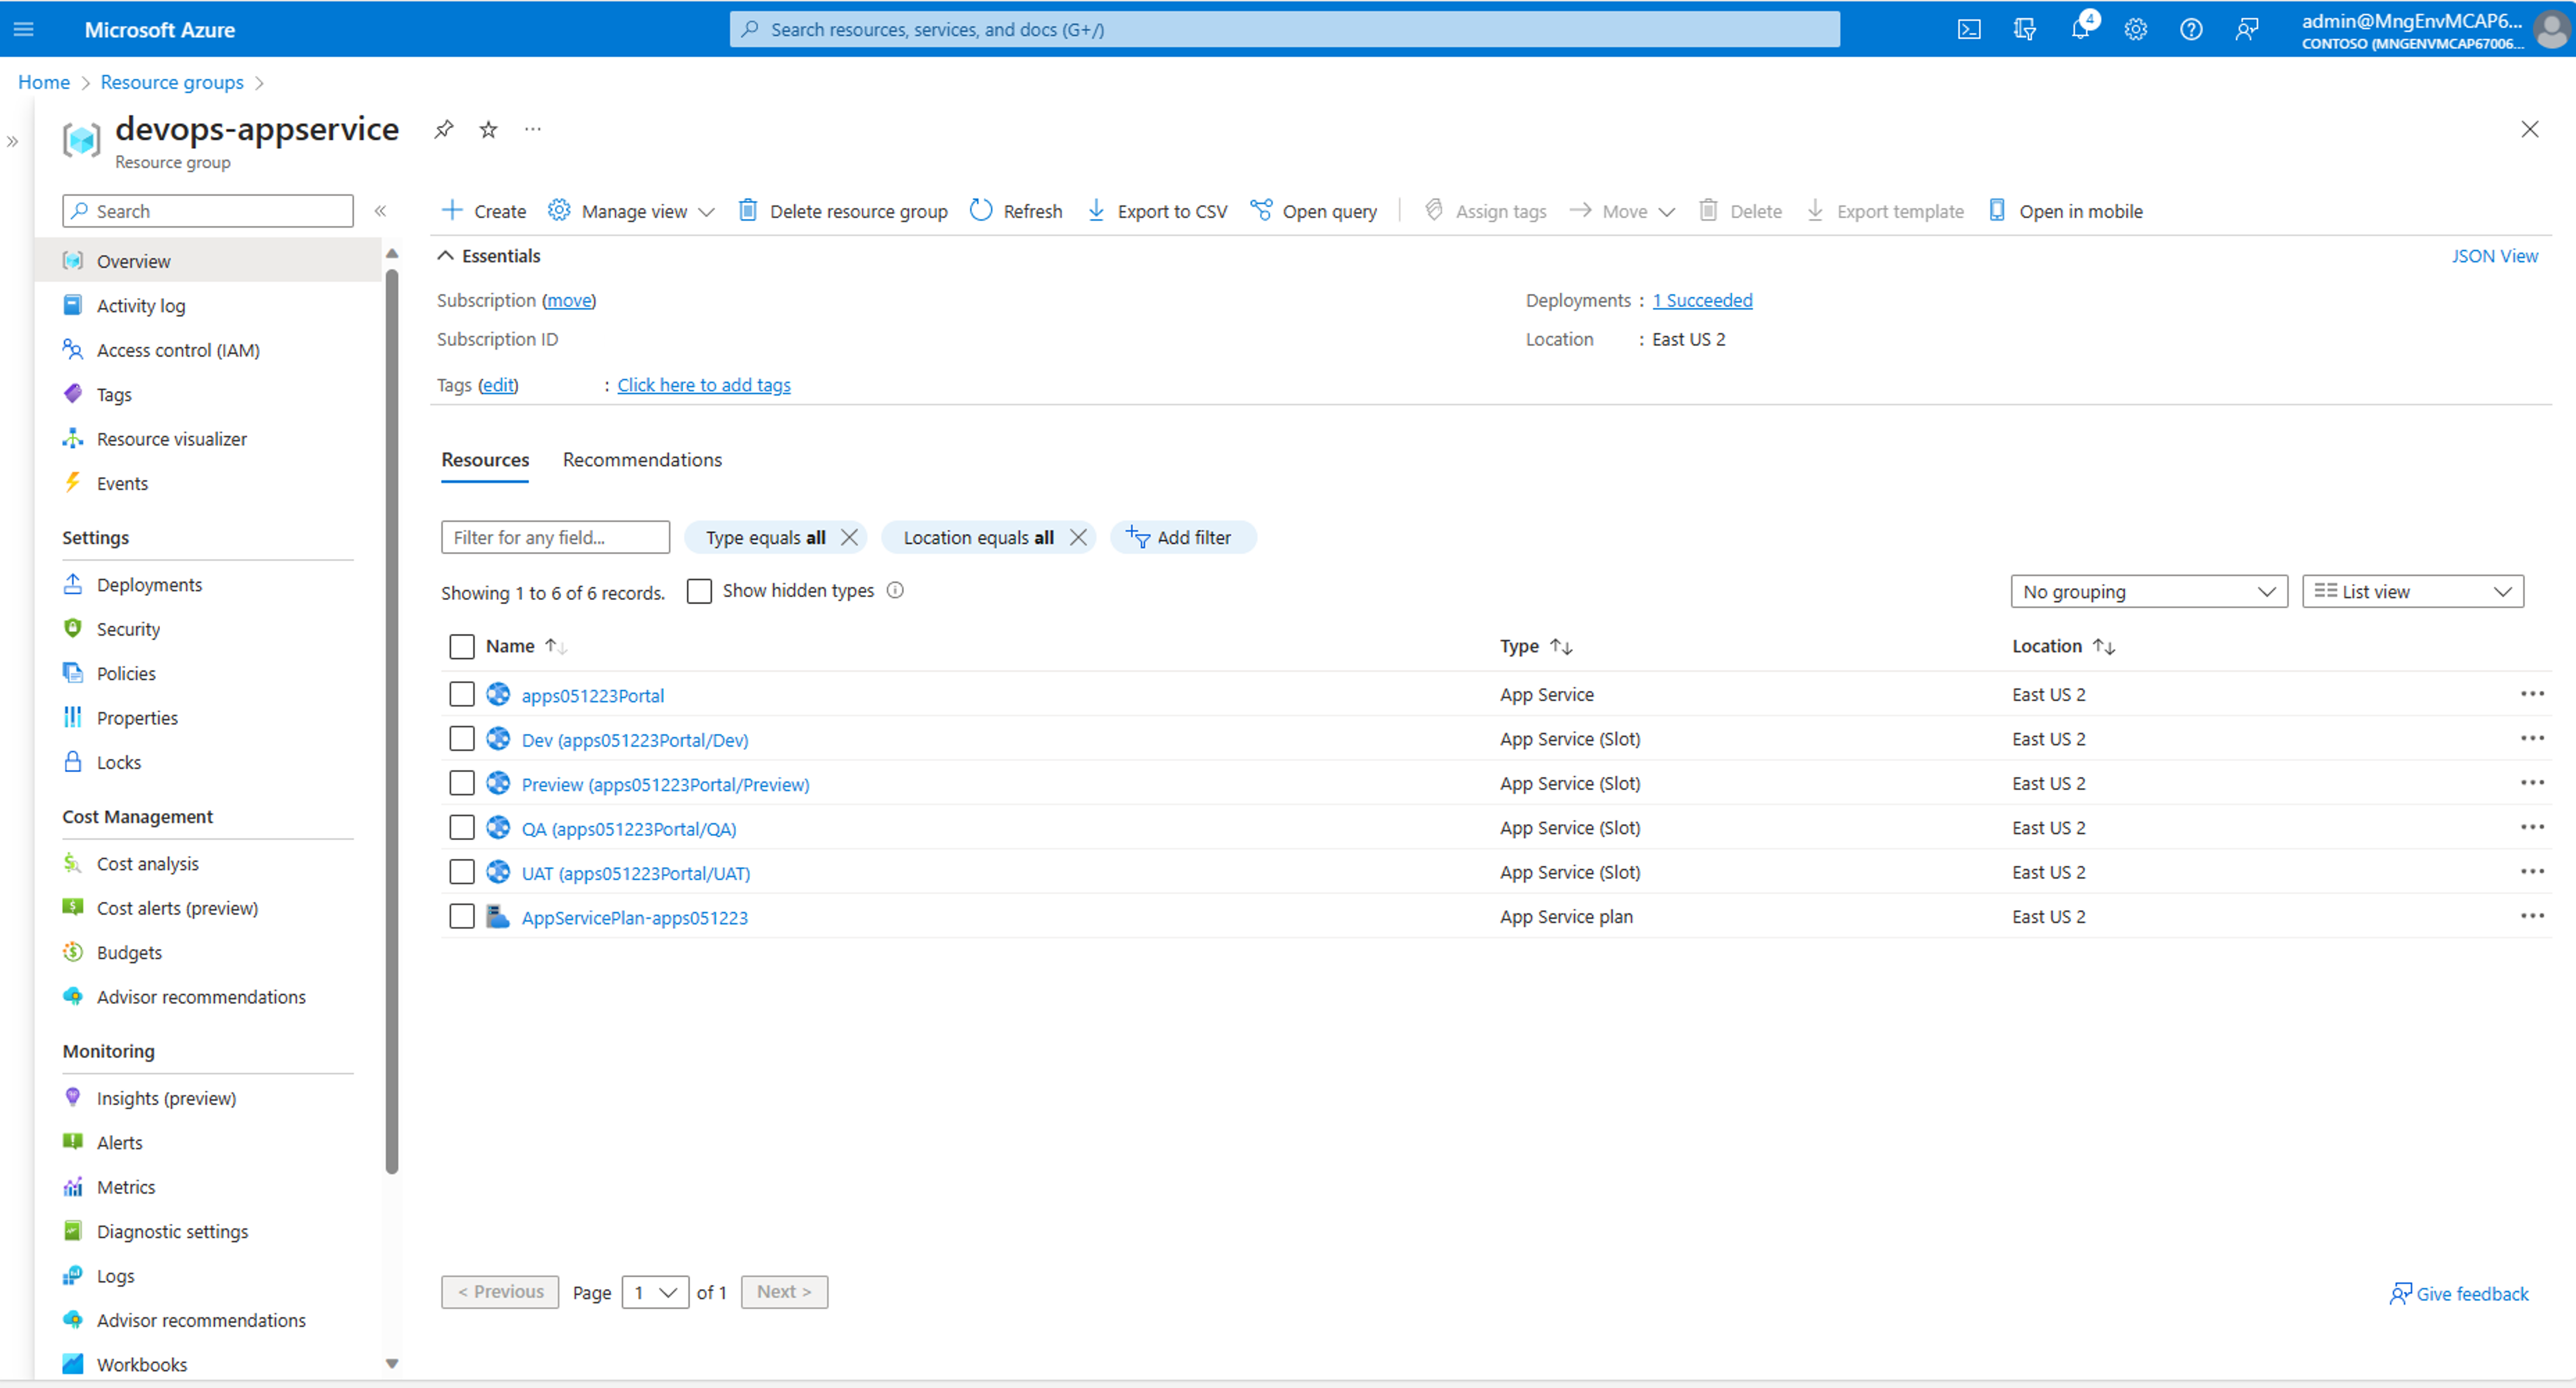 Microsoft Azure
Search resources, services, and docs (G+/)
4
admin@MngEnvMCAP6...
CONTOSO (MNGENVMCAP67006...
Home > Resource groups >
devops-appservice
Resource group
Search
Create Manage view Delete resource group Refresh Export to CSV Open query Assign tags Move Delete Export template Open in mobile
Overview
Activity log
Access control (IAM)
Tags
Resource visualizer
Events
Settings
Deployments
Security
Policies
Properties
Locks
Cost Management
Cost analysis
Cost alerts (preview)
Budgets
Advisor recommendations
Monitoring
Insights (preview)
Alerts
Metrics
Diagnostic settings
Logs
Advisor recommendations
Workbooks
Essentials
JSON View
Subscription (move)
Deployments : 1 Succeeded
Subscription ID
Location : East US 2
Tags (edit) : Click here to add tags
Resources Recommendations
Filter for any field... Type equals all Location equals all Add filter
Showing 1 to 6 of 6 records. Show hidden types
No grouping List view
Name Type Location
apps051223Portal App Service East US 2
Dev (apps051223Portal/Dev) App Service (Slot) East US 2
Preview (apps051223Portal/Preview) App Service (Slot) East US 2
QA (apps051223Portal/QA) App Service (Slot) East US 2
UAT (apps051223Portal/UAT) App Service (Slot) East US 2
AppServicePlan-apps051223 App Service plan East US 2
< Previous Page 1 of 1 Next >
Give feedback